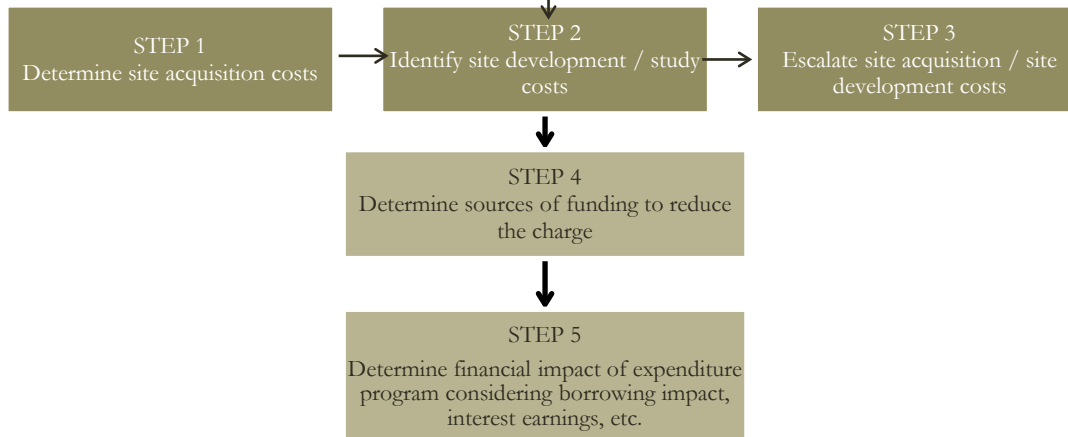 STEP 1
Determine site acquisition costs
STEP 2
Identify site development / study
costs
STEP 3
Escalate site acquisition / site
development costs
STEP 4
Determine sources of funding to reduce
the charge
STEP 5
Determine financial impact of expenditure
program considering borrowing impact,
interest earnings, etc.